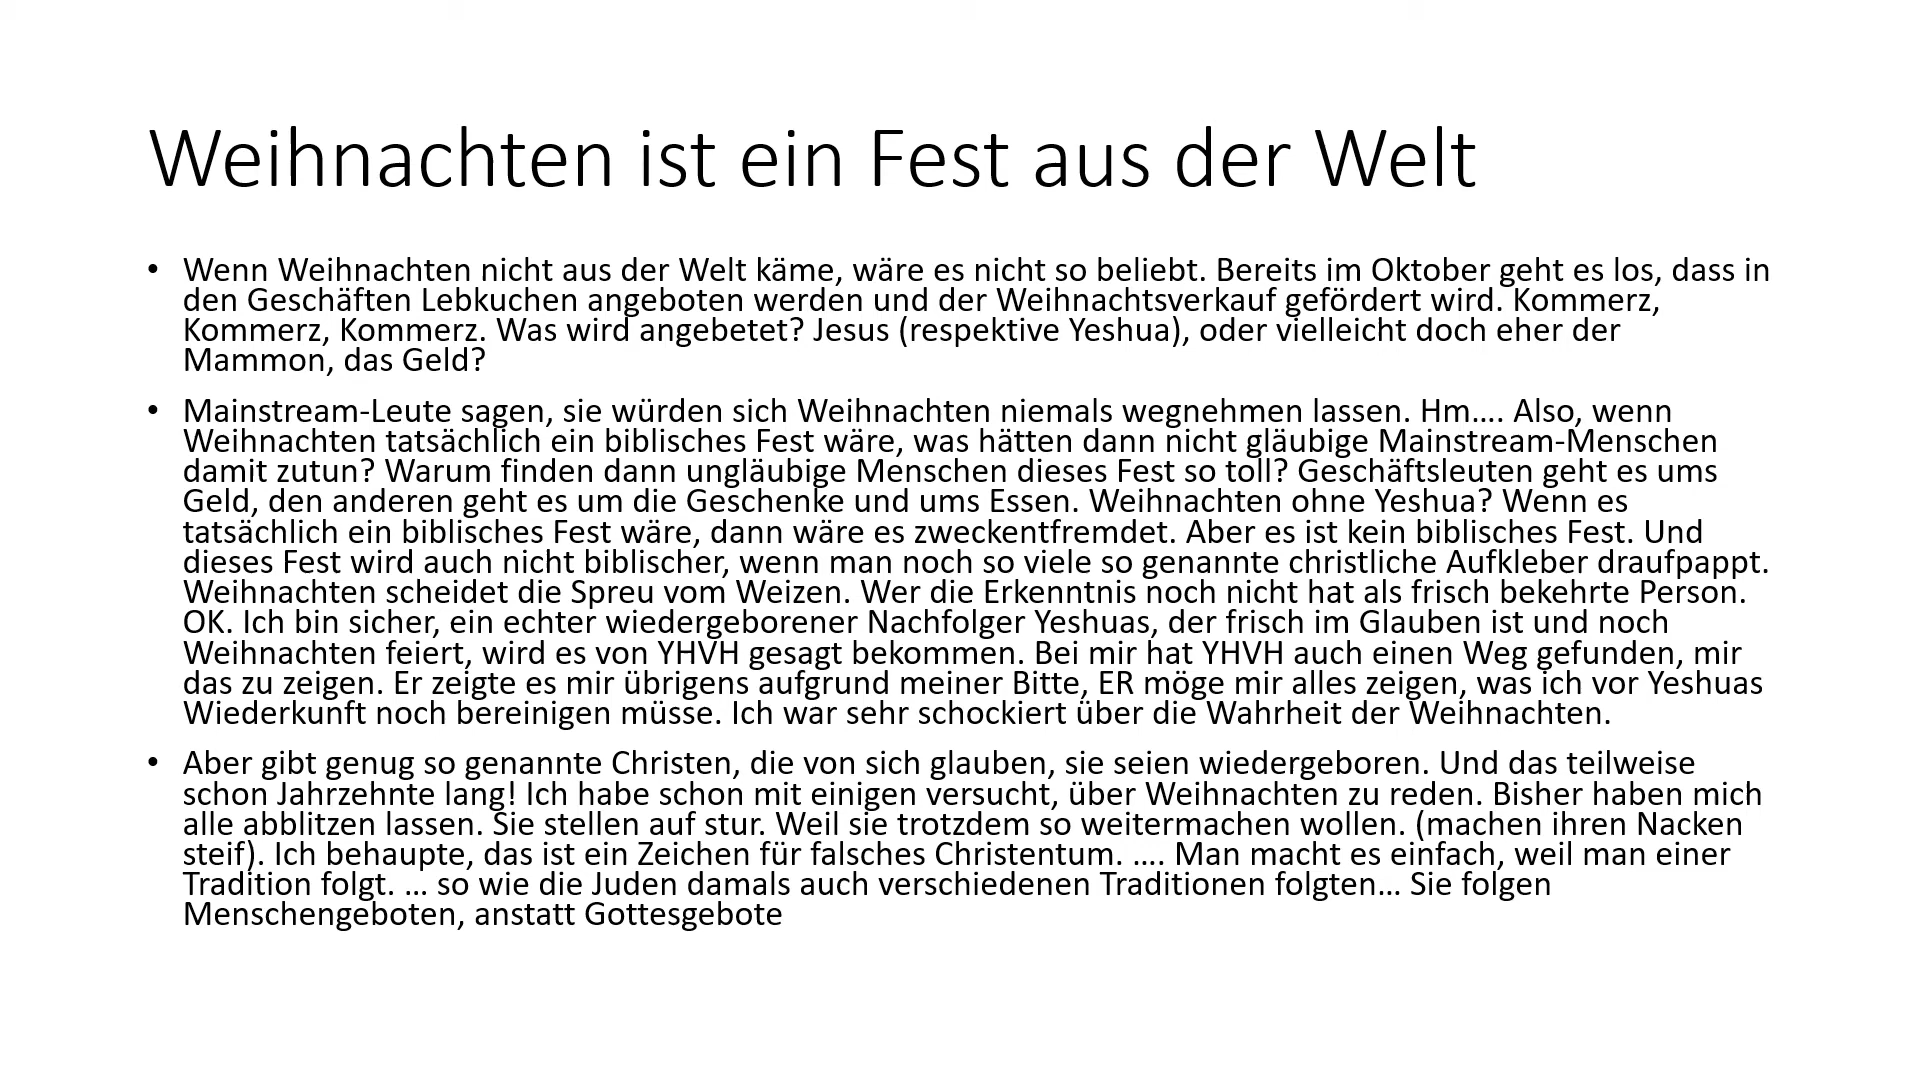 Weihnachten ist ein Fest aus der Welt
• Wenn Weihnachten nicht aus der Welt käme, wäre es nicht so beliebt. Bereits im Oktober geht es los, dass in
den Geschäften Lebkuchen angeboten werden und der Weihnachtsverkauf gefördert wird. Kommerz,
Kommerz, Kommerz. Was wird angebetet? Jesus (respektive Yeshua), oder vielleicht doch eher der
Mammon, das Geld?
• Mainstream-Leute sagen, sie würden sich Weihnachten niemals wegnehmen lassen. Hm…. Also, wenn
Weihnachten tatsächlich ein biblisches Fest wäre, was hätten dann nicht gläubige Mainstream-Menschen
damit zutun? Warum finden dann ungläubige Menschen dieses Fest so toll? Geschäftsleuten geht es ums
Geld, den anderen geht es um die Geschenke und ums Essen. Weihnachten ohne Yeshua? Wenn es
tatsächlich ein biblisches Fest wäre, dann wäre es zweckentfremdet. Aber es ist kein biblisches Fest. Und
dieses Fest wird auch nicht biblischer, wenn man noch so viele so genannte christliche Aufkleber draufpappt.
Weihnachten scheidet die Spreu vom Weizen. Wer die Erkenntnis noch nicht hat als frisch bekehrte Person.
OK. Ich bin sicher, ein echter wiedergeborener Nachfolger Yeshuas, der frisch im Glauben ist und noch
Weihnachten feiert, wird es von YHVH gesagt bekommen. Bei mir hat YHVH auch einen Weg gefunden, mir
das zu zeigen. Er zeigte es mir übrigens aufgrund meiner Bitte, ER möge mir alles zeigen, was ich vor Yeshuas
Wiederkunft noch bereinigen müsse. Ich war sehr schockiert über die Wahrheit der Weihnachten.
• Aber gibt genug so genannte Christen, die von sich glauben, sie seien wiedergeboren. Und das teilweise
schon Jahrzehnte lang! Ich habe schon mit einigen versucht, über Weihnachten zu reden. Bisher haben mich
alle abblitzen lassen. Sie stellen auf stur. Weil sie trotzdem so weitermachen wollen. (machen ihren Nacken
steif). Ich behaupte, das ist ein Zeichen für falsches Christentum. …. Man macht es einfach, weil man einer
Tradition folgt. … so wie die Juden damals auch verschiedenen Traditionen folgten… Sie folgen
Menschengeboten, anstatt Gottesgebote